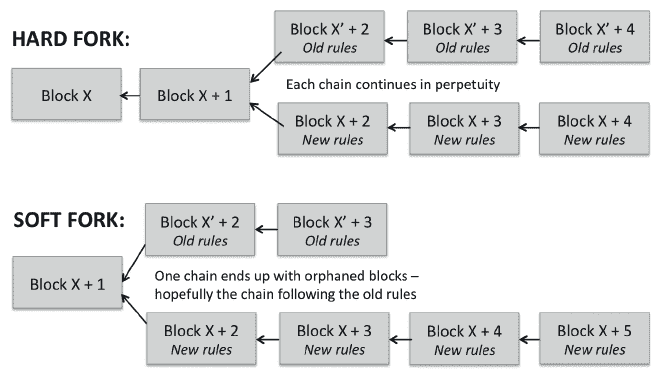 HARD FORK:
Block X′ + 2
Old rules
Block X′ + 3
Old rules
Block X′ + 4
Old rules
Block X
Block X + 1
Each chain continues in perpetuity
Block X + 2
New rules
Block X + 3
New rules
Block X + 4
New rules
SOFT FORK:
Block X′ + 2
Old rules
Block X′ + 3
Old rules
Block X + 1
One chain ends up with orphaned blocks –
hopefully the chain following the old rules
Block X + 2
New rules
Block X + 3
New rules
Block X + 4
New rules
Block X + 5
New rules